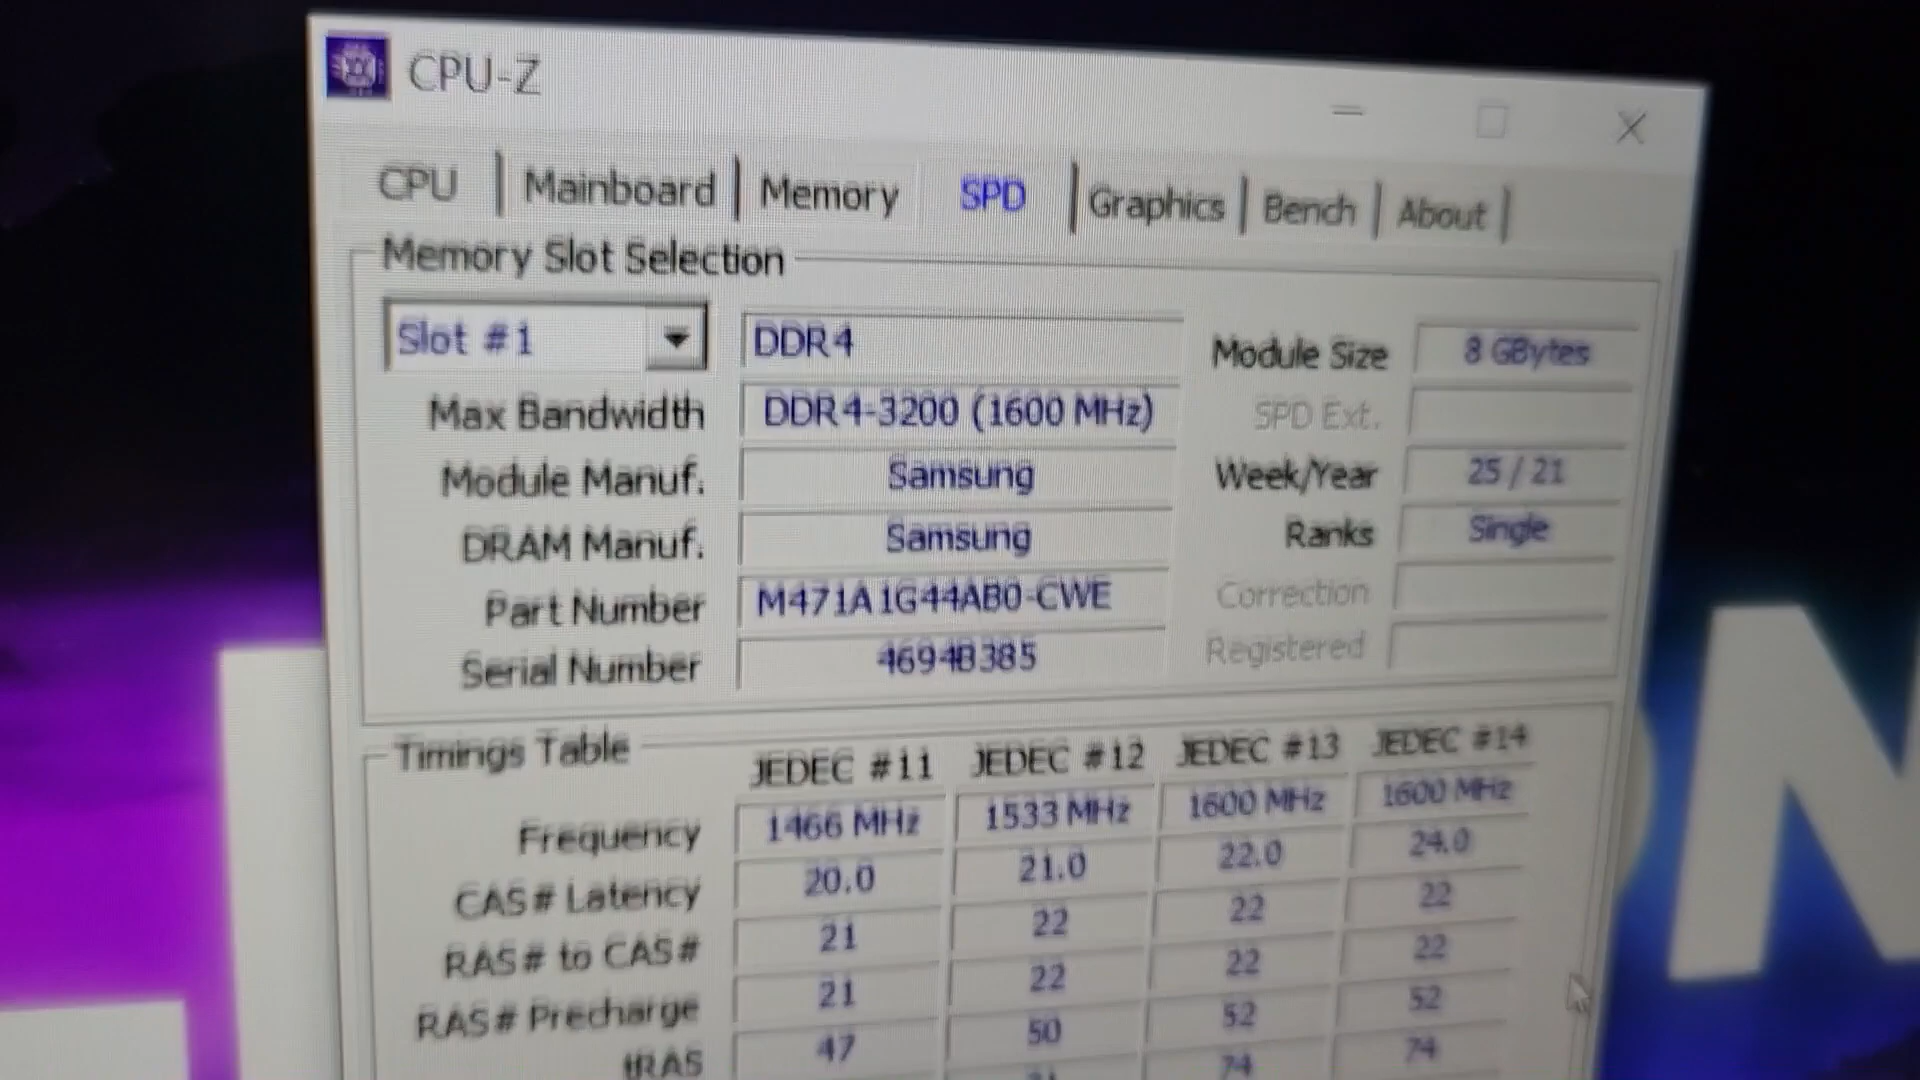 CPU-Z
CPU Mainboard Memory SPD Graphics Bench About
Memory Slot Selection
Slot #1 DDR4 Module Size 8 GBytes
Max Bandwidth DDR4-3200 (1600 MHz) SPD Ext.
Module Manuf. Samsung Week/Year 25 / 21
DRAM Manuf. Samsung Ranks Single
Part Number M471A1G44AB0-CWE Correction
Serial Number 4694B385 Registered
Timings Table JEDEC #11 JEDEC #12 JEDEC #13 JEDEC #14
Frequency 1466 MHz 1533 MHz 1600 MHz 1600 MHz
CAS# Latency 20.0 21.0 22.0 24.0
RAS# to CAS# 21 22 22 22
RAS# Precharge 21 22 22 22
tRAS 47 50 52 52
74 74
N